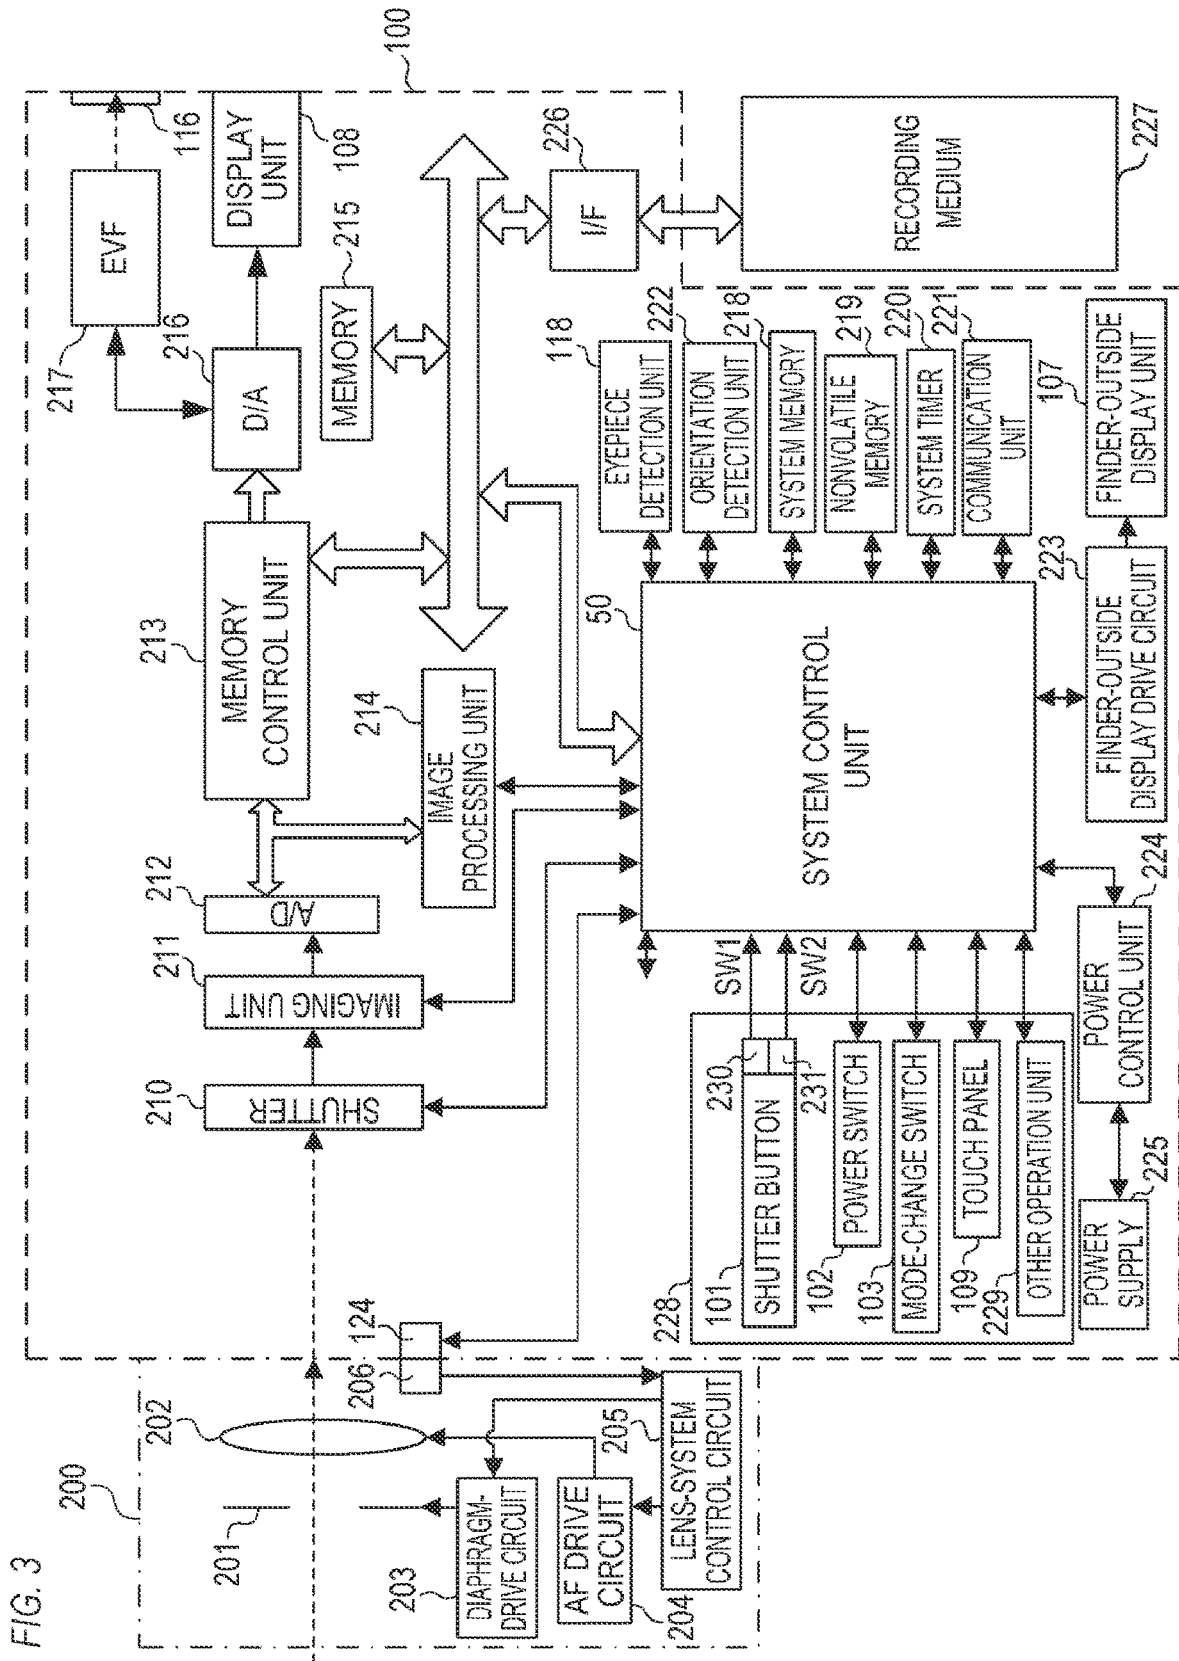 FIG. 3
200
201
202
203
DIAPHRAGM-
DRIVE CIRCUIT
AF DRIVE
CIRCUIT
204
205
LENS-SYSTEM
CONTROL CIRCUIT
206
124
100
210
SHUTTER
211
IMAGING UNIT
212
A/D
213
MEMORY
CONTROL UNIT
214
IMAGE
PROCESSING UNIT
216
D/A
217
EVF
116
DISPLAY
UNIT
108
MEMORY
215
I/F
226
RECORDING
MEDIUM
227
50
SYSTEM CONTROL
UNIT
118
EYEPIECE
DETECTION UNIT
222
ORIENTATION
DETECTION UNIT
218
SYSTEM MEMORY
219
NONVOLATILE
MEMORY
220
SYSTEM TIMER
221
COMMUNICATION
UNIT
107
FINDER-OUTSIDE
DISPLAY UNIT
223
FINDER-OUTSIDE
DISPLAY DRIVE CIRCUIT
224
POWER
CONTROL UNIT
225
POWER
SUPPLY
228
SW1
SW2
230
231
101
SHUTTER BUTTON
102
POWER SWITCH
103
MODE-CHANGE SWITCH
109
TOUCH PANEL
229
OTHER OPERATION UNIT